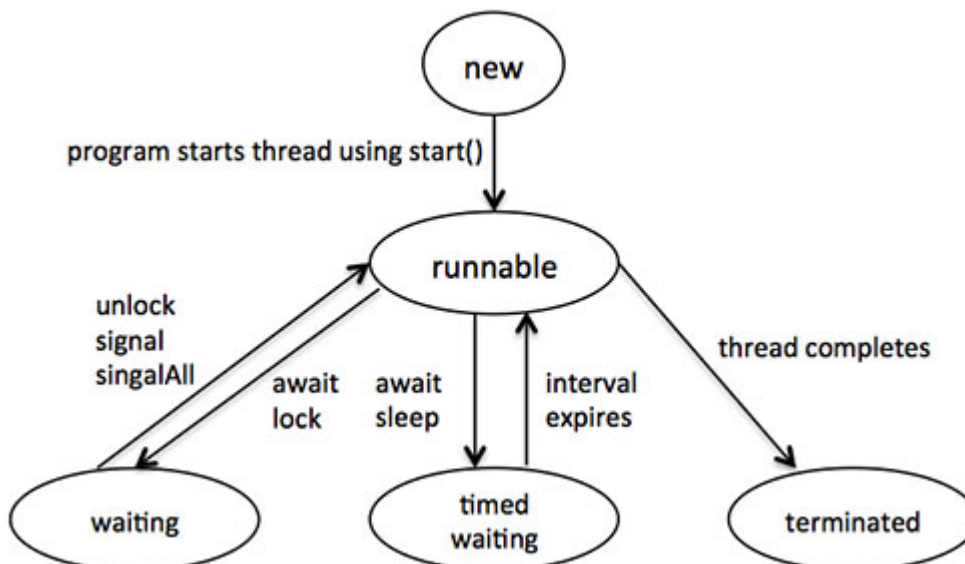 new
program starts thread using start()
runnable
unlock
signal
singalAll
await
lock
await
sleep
interval
expires
thread completes
waiting
timed
waiting
terminated